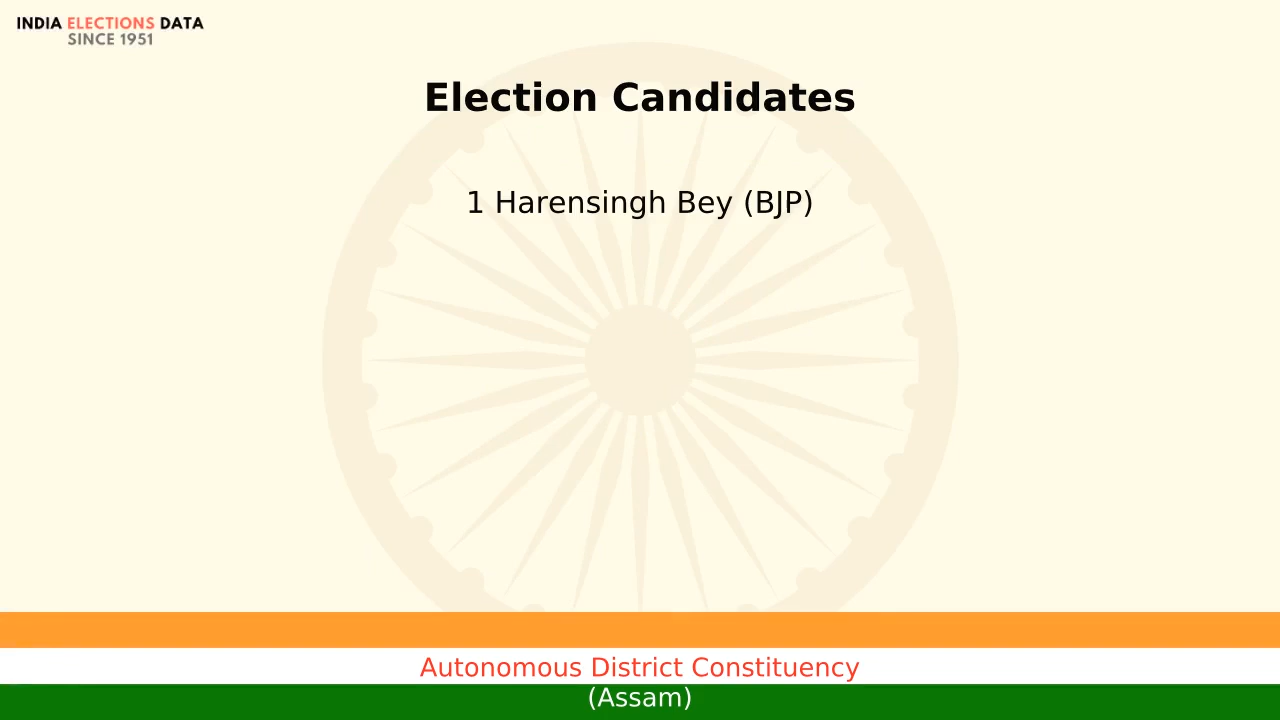 INDIA ELECTIONS DATA
SINCE 1951
Election Candidates
1 Harensingh Bey (BJP)
Autonomous District Constituency
(Assam)